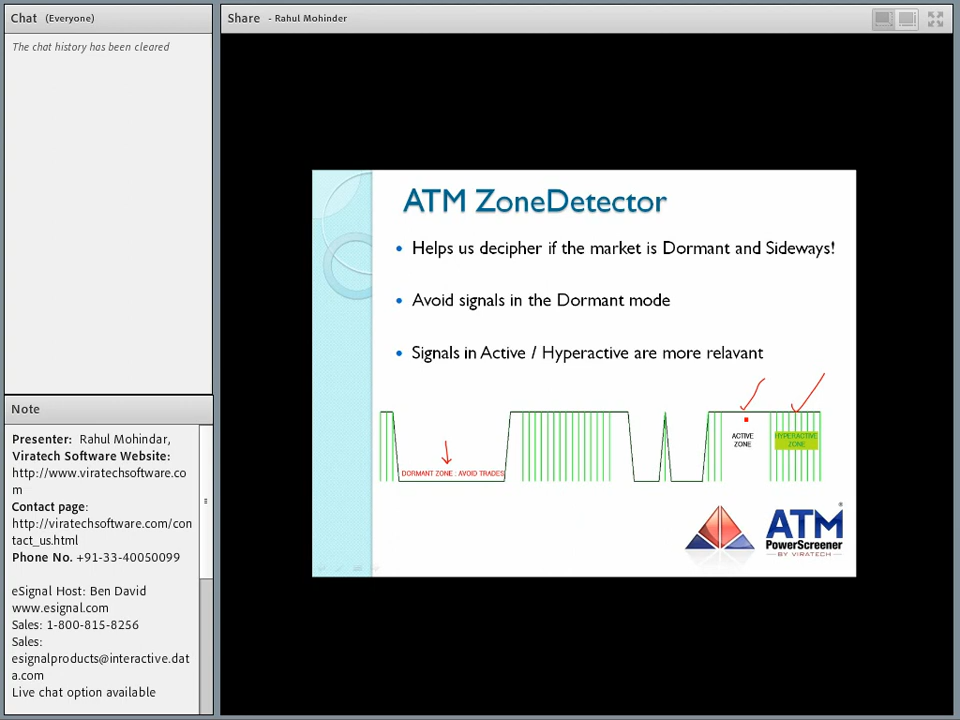 Chat (Everyone)
The chat history has been cleared
Share - Rahul Mohinder
ATM ZoneDetector
• Helps us decipher if the market is Dormant and Sideways!
• Avoid signals in the Dormant mode
• Signals in Active / Hyperactive are more relavant
ACTIVE
ZONE
HYPERACTIVE
ZONE
DORMANT ZONE : AVOID TRADES
ATM®
PowerScreener
BY VIRATECH
Note
Presenter: Rahul Mohindar,
Viratech Software Website:
http://www.viratechsoftware.co
m
Contact page:
http://viratechsoftware.com/con
tact_us.html
Phone No. +91-33-40050099
eSignal Host: Ben David
www.esignal.com
Sales: 1-800-815-8256
Sales:
esignalproducts@interactive.dat
a.com
Live chat option available